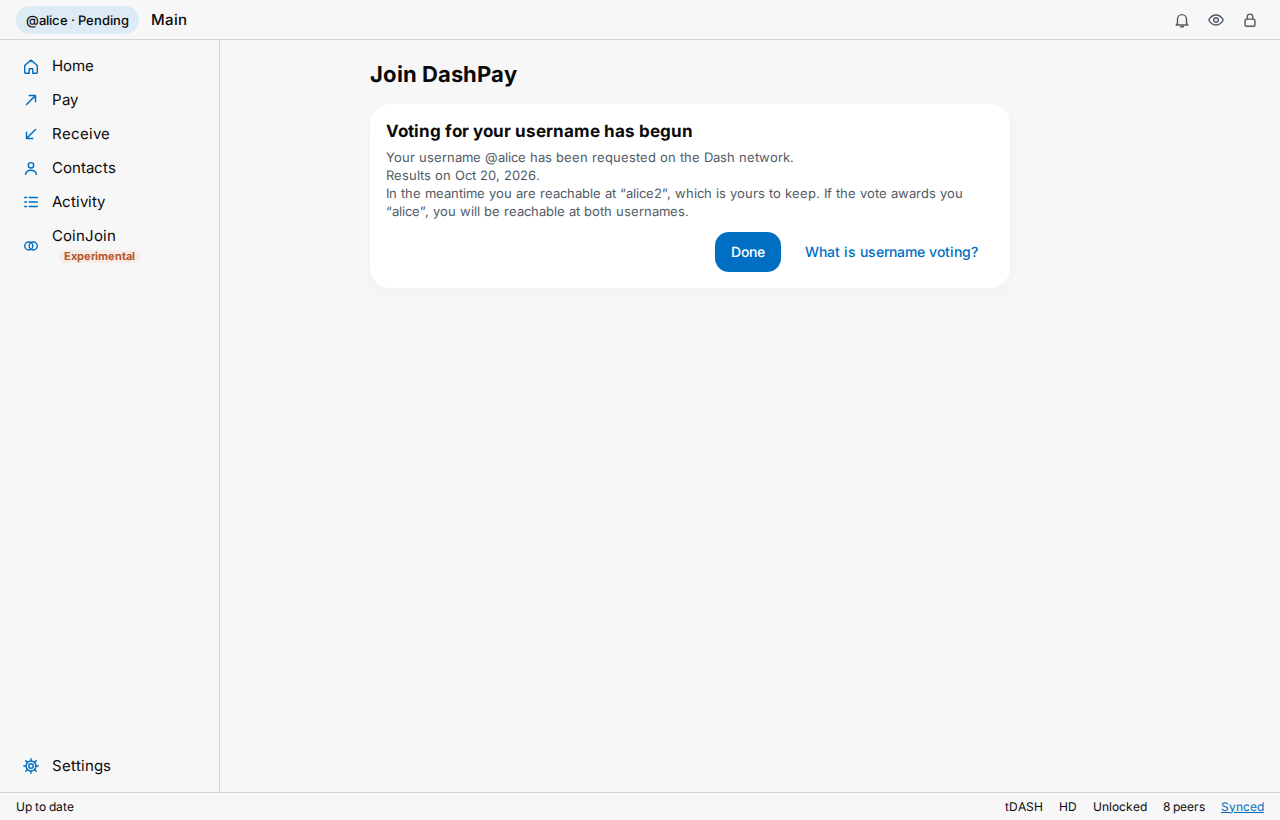 @alice · Pending
Main
Home
Pay
Receive
Contacts
Activity
CoinJoin
Experimental
Settings
Join DashPay
Voting for your username has begun
Your username @alice has been requested on the Dash network.
Results on Oct 20, 2026.
In the meantime you are reachable at “alice2”, which is yours to keep. If the vote awards you
“alice”, you will be reachable at both usernames.
Done
What is username voting?
Up to date
tDASH
HD
Unlocked
8 peers
Synced